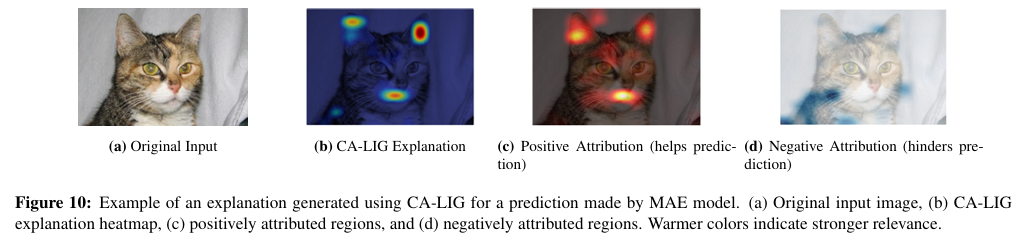 (a) Original Input
(b) CA-LIG Explanation
(c) Positive Attribution (helps predic-
tion)
(d) Negative Attribution (hinders pre-
diction)
Figure 10: Example of an explanation generated using CA-LIG for a prediction made by MAE model. (a) Original input image, (b) CA-LIG
explanation heatmap, (c) positively attributed regions, and (d) negatively attributed regions. Warmer colors indicate stronger relevance.